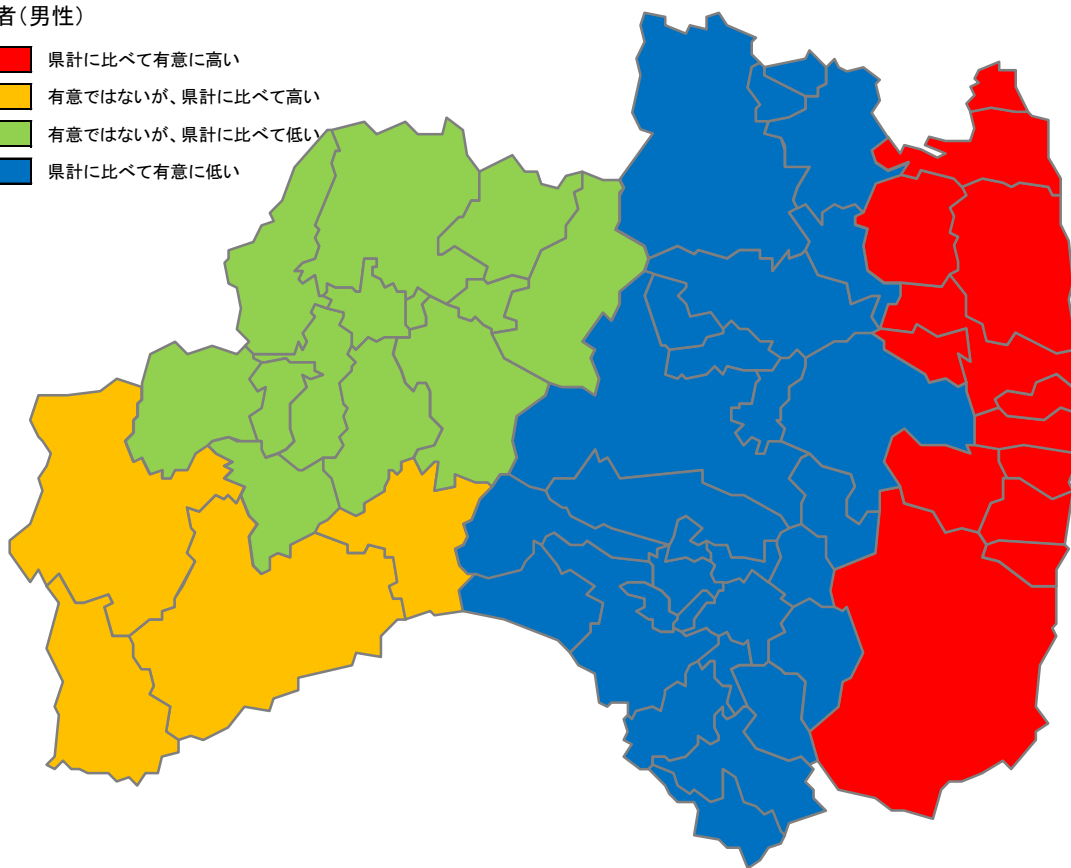 者（男性）
県計に比べて有意に高い
有意ではないが、県計に比べて高い
有意ではないが、県計に比べて低い
県計に比べて有意に低い